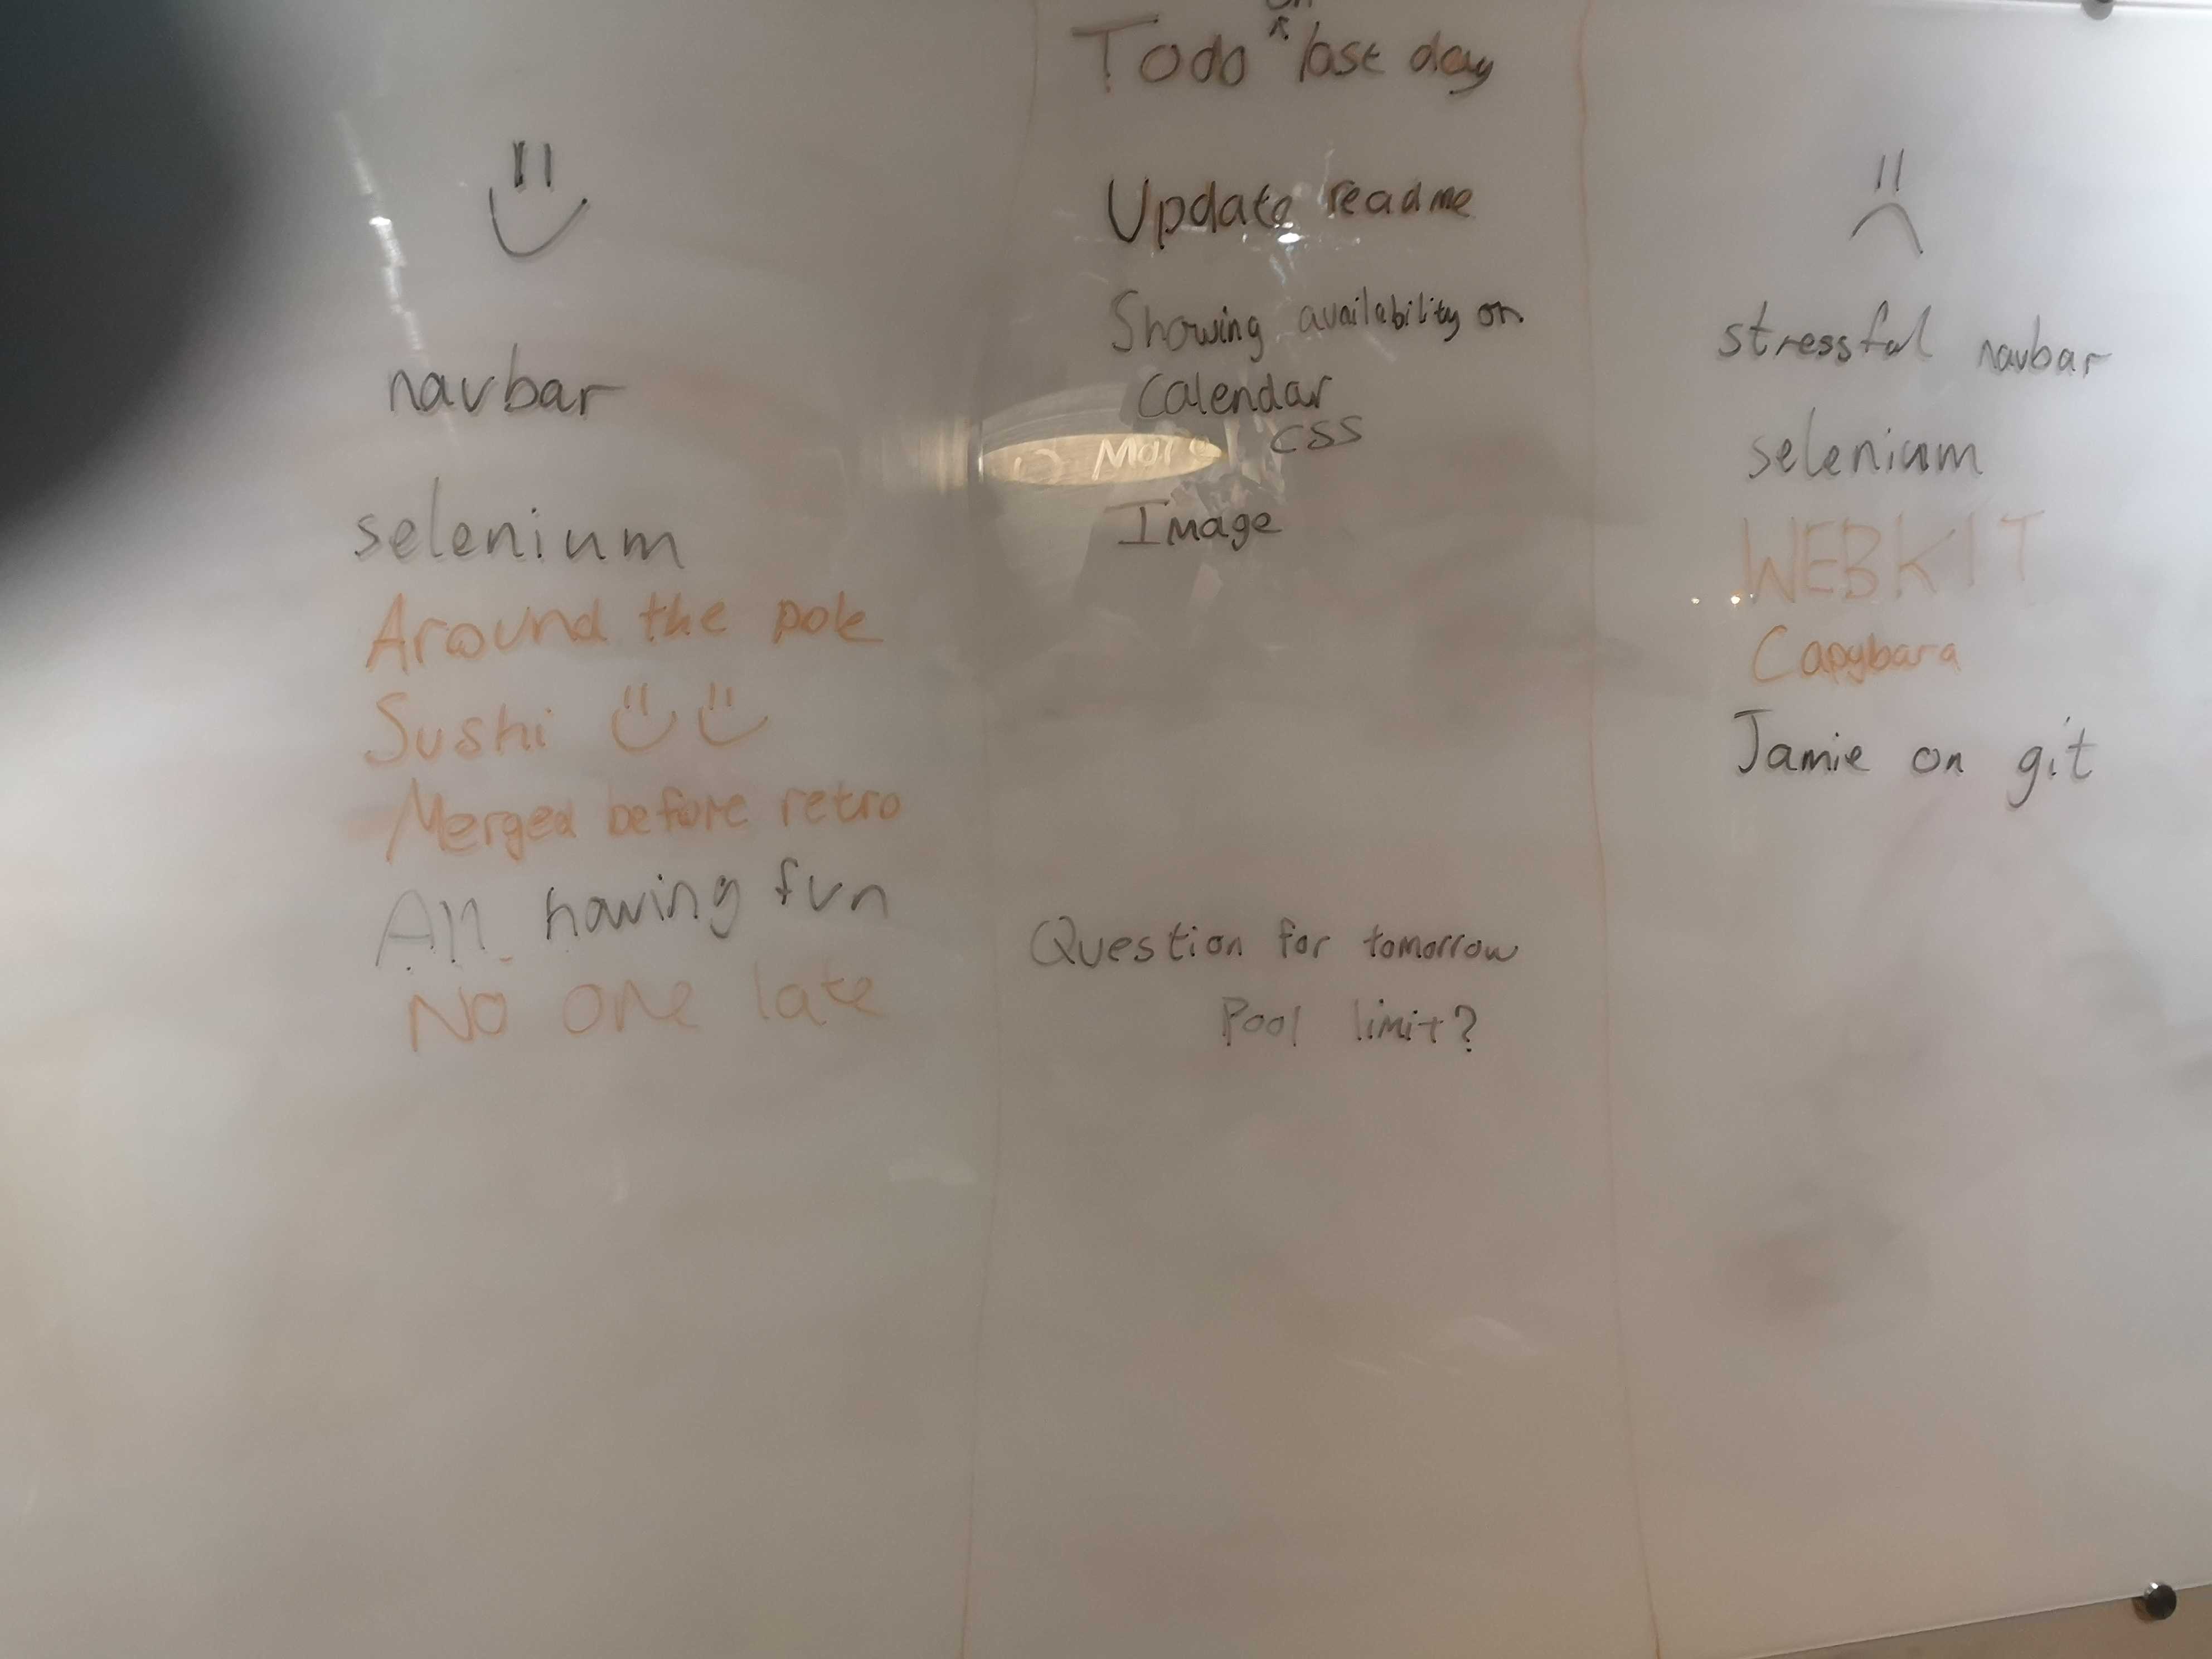 navbar
selenium
Around the pole
Sushi
Merged before retro
All having fun
No one late
Todo on last day
Update readme
Showing availability on
Calendar
More CSS
Image
Question for tomorrow
Pool limit?
stressful navbar
selenium
WEBKIT
Capybara
Jamie on git